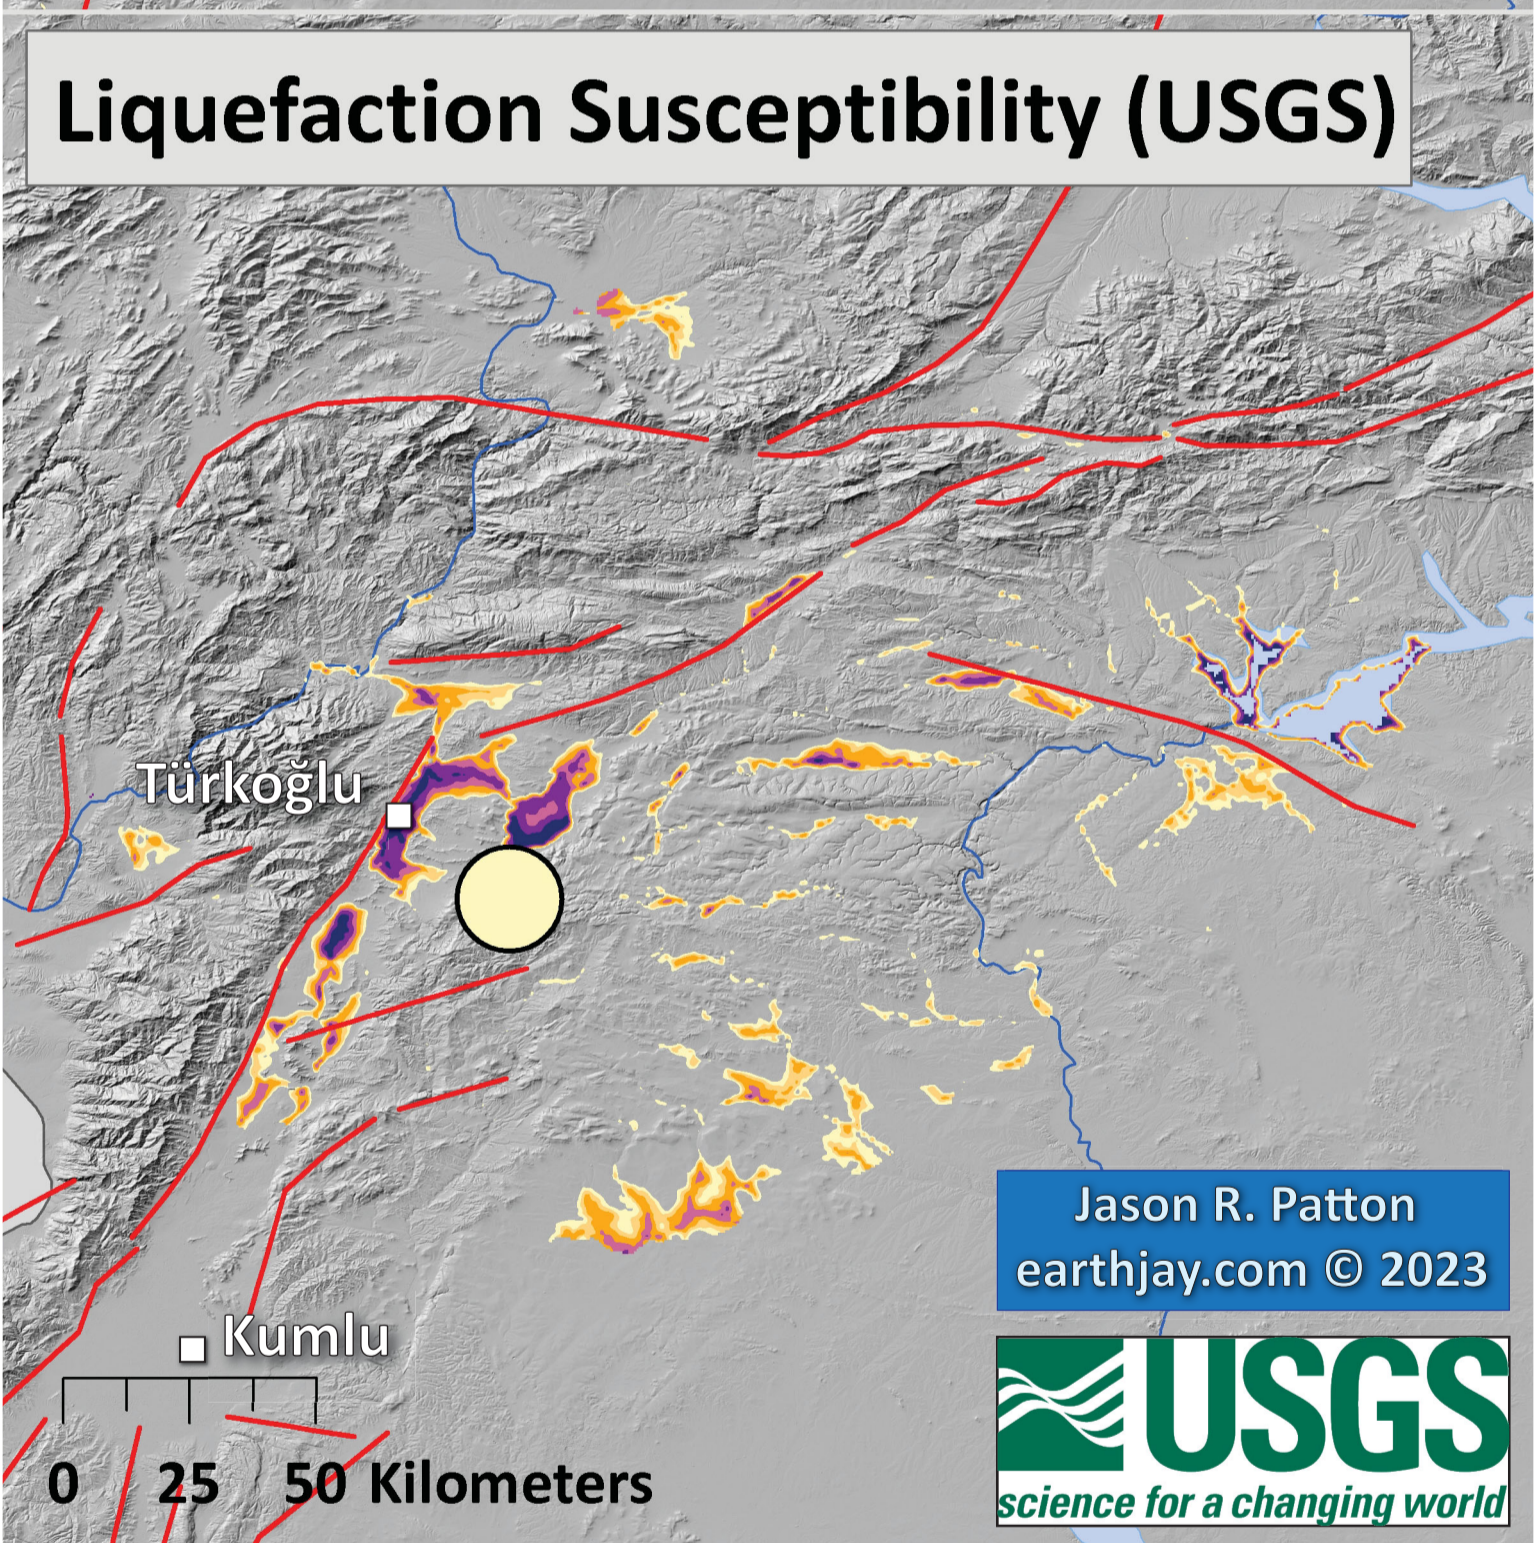 Liquefaction Susceptibility (USGS)
Türkoğlu
Kumlu
0 25 50 Kilometers
Jason R. Patton
earthjay.com © 2023
USGS
science for a changing world